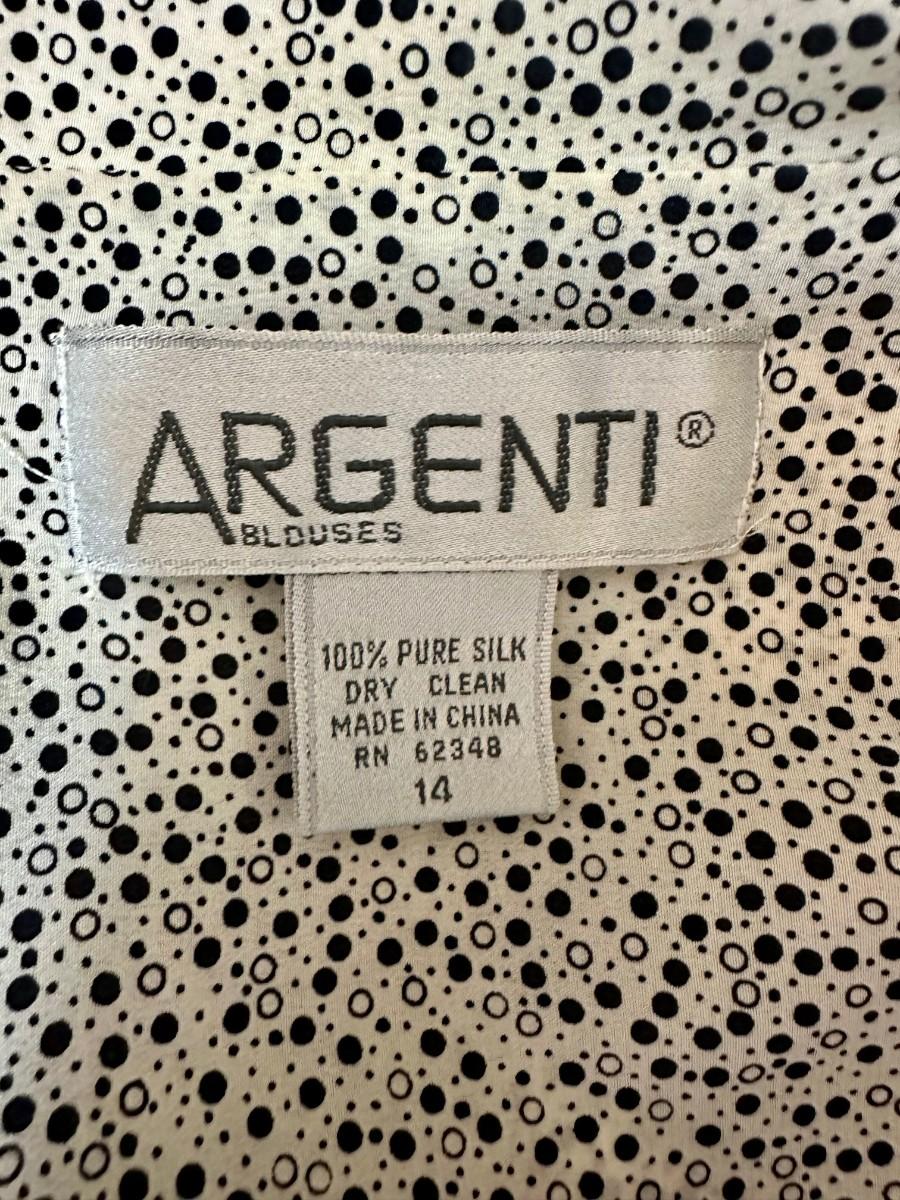 ARGENTI®
BLOUSES
100% PURE SILK
DRY CLEAN
MADE IN CHINA
RN 62348
14